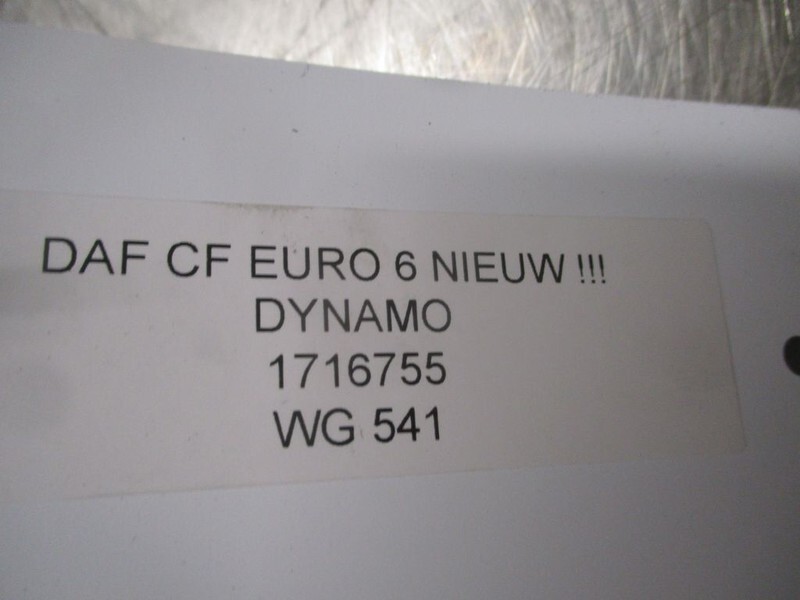 DAF CF EURO 6 NIEUW !!!
DYNAMO
1716755
WG 541